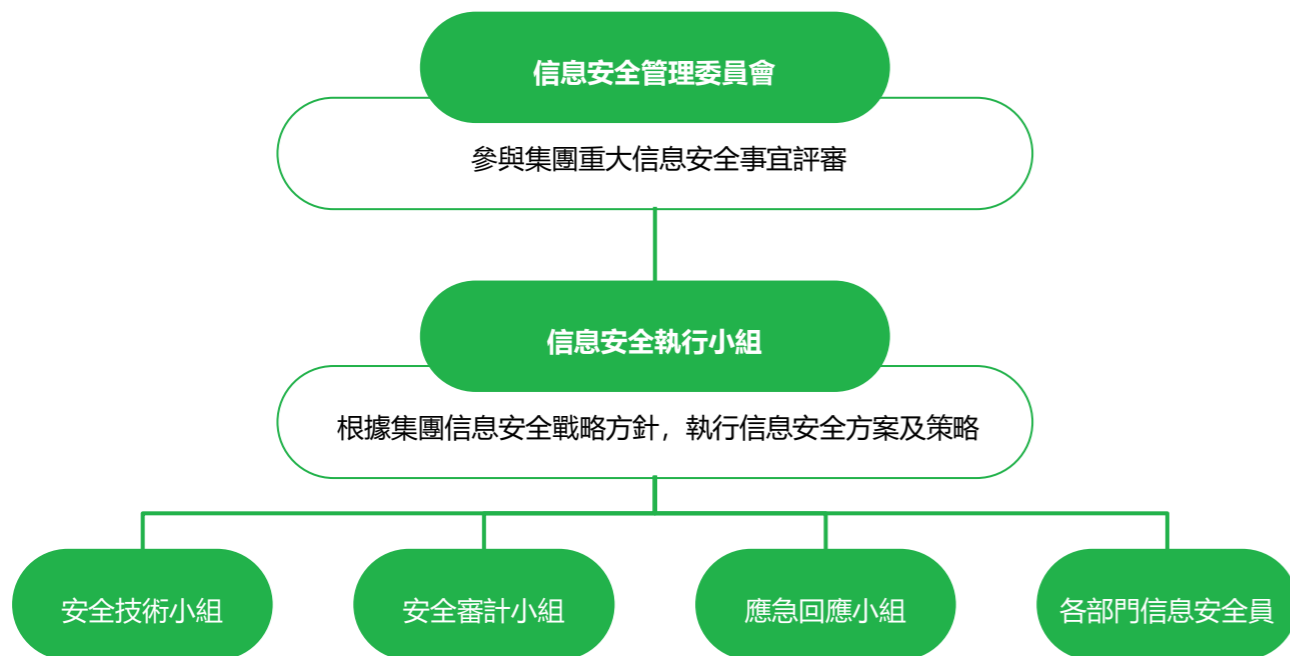 信息安全管理委員會
參與集團重大信息安全事宜評審
信息安全執行小組
根據集團信息安全戰略方針，執行信息安全方案及策略
安全技術小組
安全審計小組
應急回應小組
各部門信息安全員